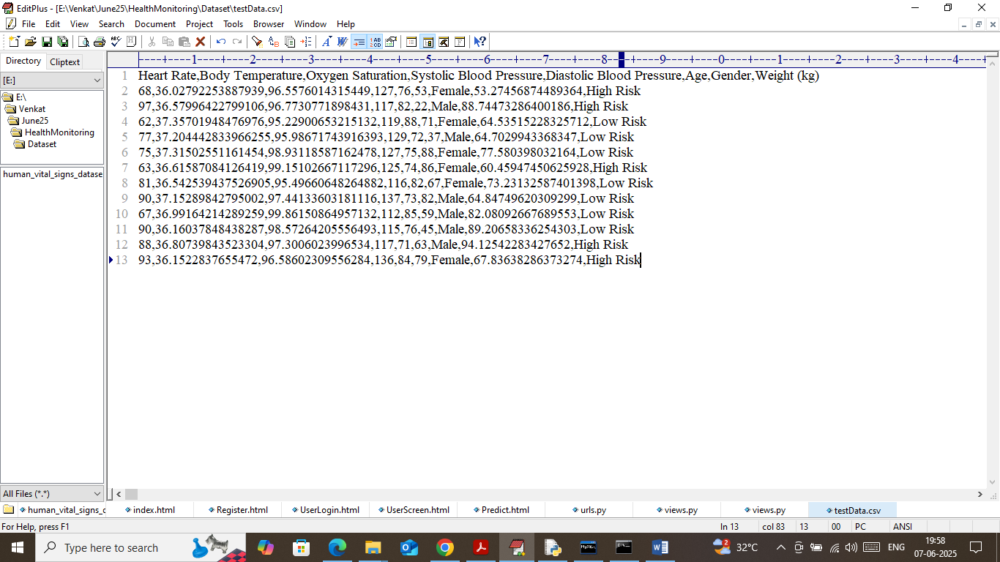 EditPlus - [E:\Venkat\June25\HealthMonitoring\Dataset\testData.csv]
File Edit View Search Document Project Tools Browser Window Help
Directory Cliptext
[E:]
E:\
Venkat
June25
HealthMonitoring
Dataset
human_vital_signs_datase
All Files (*.*)
----+----1----+----2----+----3----+----4----+----5----+----6----+----7----+----8----+----9----+----0----+----1----+----2----+----3----+----4----
1 Heart Rate,Body Temperature,Oxygen Saturation,Systolic Blood Pressure,Diastolic Blood Pressure,Age,Gender,Weight (kg)
2 68,36.02792253887939,96.5576014315449,127,76,53,Female,53.27456874489364,High Risk
3 97,36.57996422799106,96.7730771898431,117,82,22,Male,88.74473286400186,High Risk
4 62,37.35701948476976,95.22900653215132,119,88,71,Female,64.53515228325712,Low Risk
5 77,37.204442833966255,95.98671743916393,129,72,37,Male,64.7029943368347,Low Risk
6 75,37.31502551161454,98.93118587162478,127,75,88,Female,77.580398032164,Low Risk
7 63,36.61587084126419,99.15102667117296,125,74,86,Female,60.45947450625928,High Risk
8 81,36.542539437526905,95.49660648264882,116,82,67,Female,73.23132587401398,Low Risk
9 90,37.15289842795002,97.44133603181116,137,73,82,Male,64.84749620309299,Low Risk
10 67,36.99164214289259,99.86150864957132,112,85,59,Male,82.08092667689553,Low Risk
11 90,36.16037848438287,98.57264205556493,115,76,45,Male,89.20658336254303,Low Risk
12 88,36.80739843523304,97.3006023996534,117,71,63,Male,94.12542283427652,High Risk
13 93,36.1522837655472,96.58602309556284,136,84,79,Female,67.83638286373274,High Risk
human_vital_signs_c index.html Register.html UserLogin.html UserScreen.html Predict.html urls.py views.py views.py testData.csv
For Help, press F1 ln 13 col 83 13 00 PC ANSI
Type here to search 32°C ENG 19:58
07-06-2025